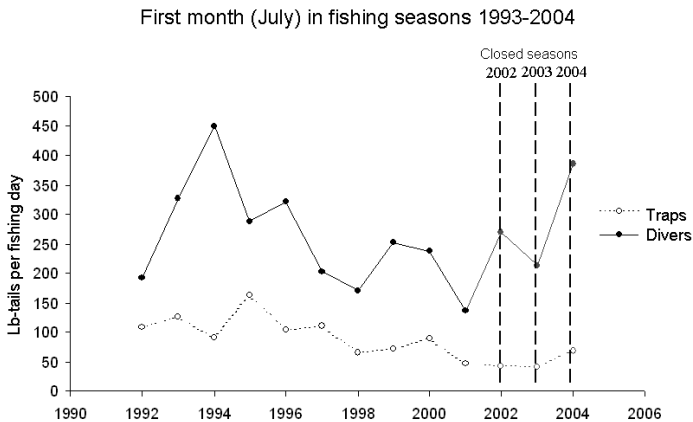 First month (July) in fishing seasons 1993-2004
Closed seasons
2002 2003 2004
Lb-tails per fishing day
500
450
400
350
300
250
200
150
100
50
0
1990 1992 1994 1996 1998 2000 2002 2004 2006
Traps
Divers